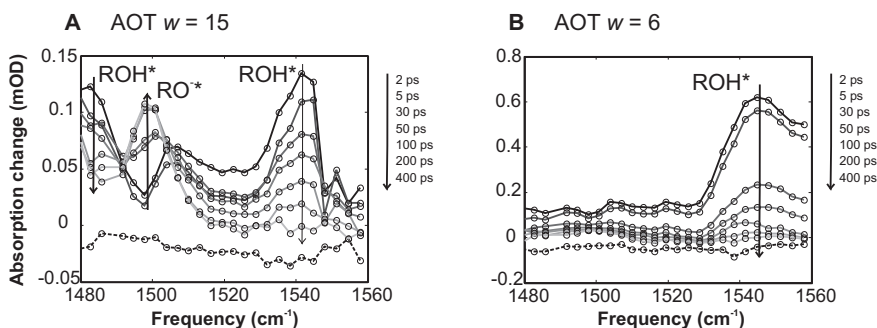 A AOT w = 15
Absorption change (mOD)
0.15
0.1
0.05
0
-0.05
ROH*
RO⁻*
ROH*
2 ps
5 ps
30 ps
50 ps
100 ps
200 ps
400 ps
1480 1500 1520 1540 1560
Frequency (cm⁻¹)
B AOT w = 6
0.8
0.6
0.4
0.2
0
-0.2
ROH*
2 ps
5 ps
30 ps
50 ps
100 ps
200 ps
400 ps
1480 1500 1520 1540 1560
Frequency (cm⁻¹)